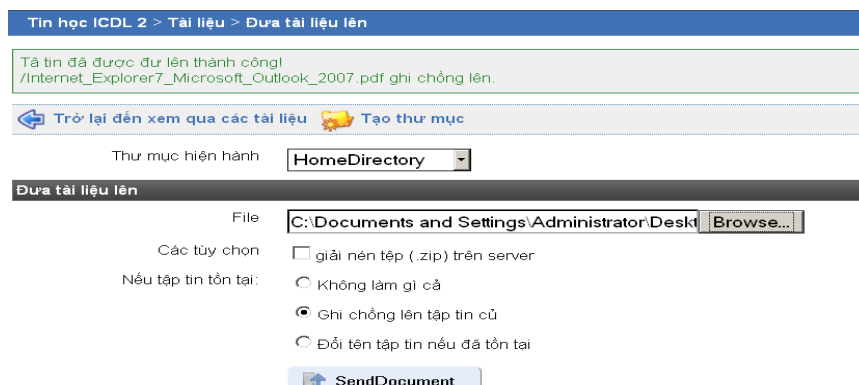 Tin học ICDL 2 > Tài liệu > Đưa tài liệu lên
Tâ tin đã được đư lên thành công!
/Internet_Explorer7_Microsoft_Outlook_2007.pdf ghi chồng lên.
Trở lại đến xem qua các tài liệu Tạo thư mục
Thư mục hiện hành HomeDirectory
Đưa tài liệu lên
File C:\Documents and Settings\Administrator\Deskt Browse...
Các tùy chọn giải nén tệp (.zip) trên server
Nếu tập tin tồn tại: Không làm gì cả
Ghi chồng lên tập tin củ
Đổi tên tập tin nếu đã tồn tại
SendDocument